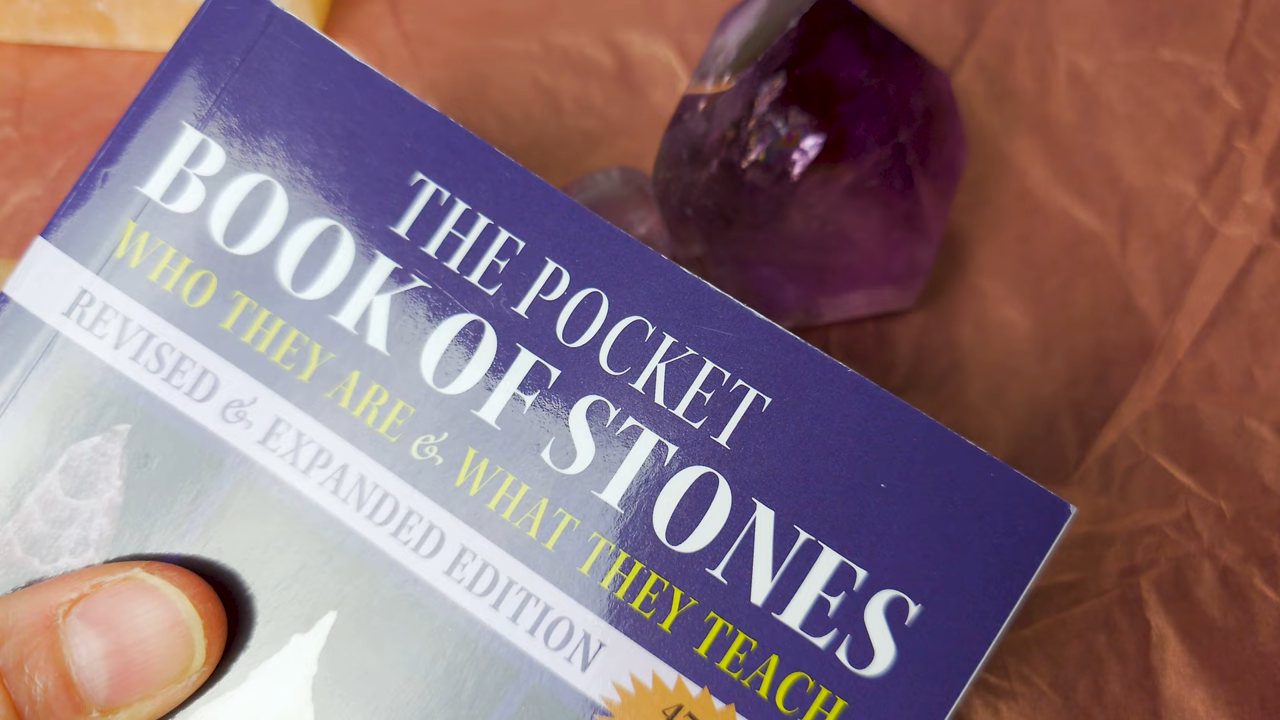 THE POCKET
BOOK OF STONES
WHO THEY ARE & WHAT THEY TEACH
REVISED & EXPANDED EDITION